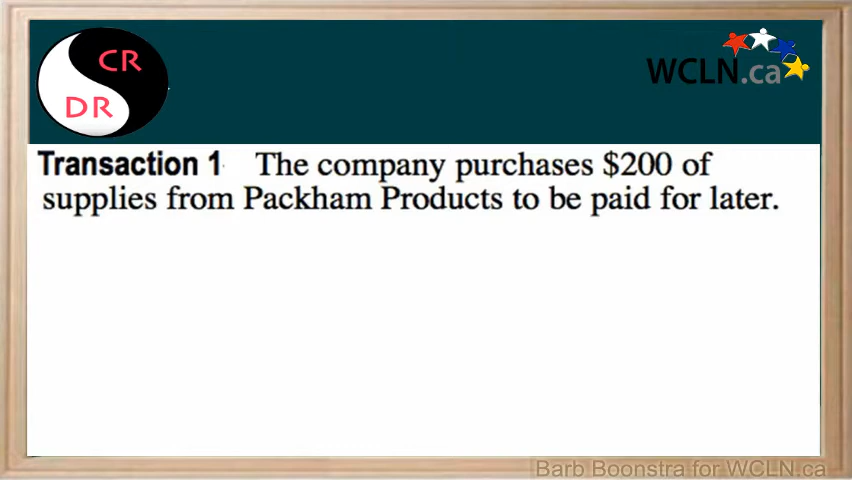 CR
DR
WCLN.ca
Transaction 1 The company purchases $200 of
supplies from Packham Products to be paid for later.
Barb Boonstra for WCLN.ca